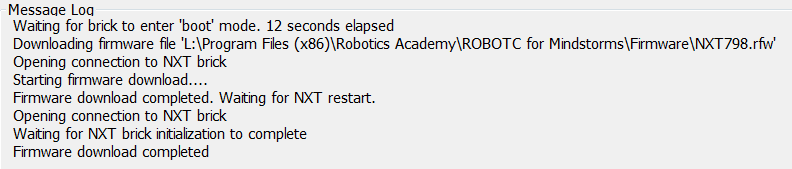 Message Log
Waiting for brick to enter 'boot' mode. 12 seconds elapsed
Downloading firmware file 'L:\Program Files (x86)\Robotics Academy\ROBOTC for Mindstorms\Firmware\NXT798.rfw'
Opening connection to NXT brick
Starting firmware download....
Firmware download completed. Waiting for NXT restart.
Opening connection to NXT brick
Waiting for NXT brick initialization to complete
Firmware download completed